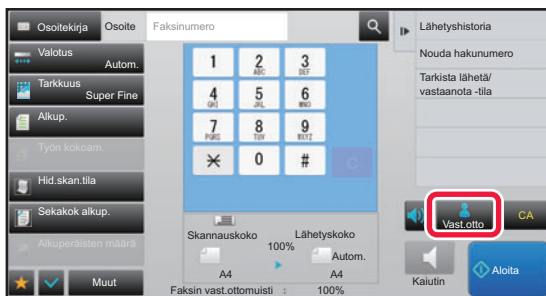 Osoitekirja
Osoite
Faksinumero
Lähetyshistoria
Valotus
Autom.
Nouda hakunumero
Tarkkuus
Super Fine
Tarkista lähetä/
vastaanota -tila
Alkup.
Työn kokoam.
Hid.skan.tila
Sekakok alkup.
Alkuperäisten määrä
Muut
1
2 ABC
3 DEF
4 GHI
5 JKL
6 MNO
7 PQRS
8 TUV
9 WXYZ
0
#
C
Skannauskoko
100%
Lähetyskoko
Autom.
A4
A4
Faksin vast.ottomuisti : 100%
Vast.otto
CA
Kaiutin
Aloita